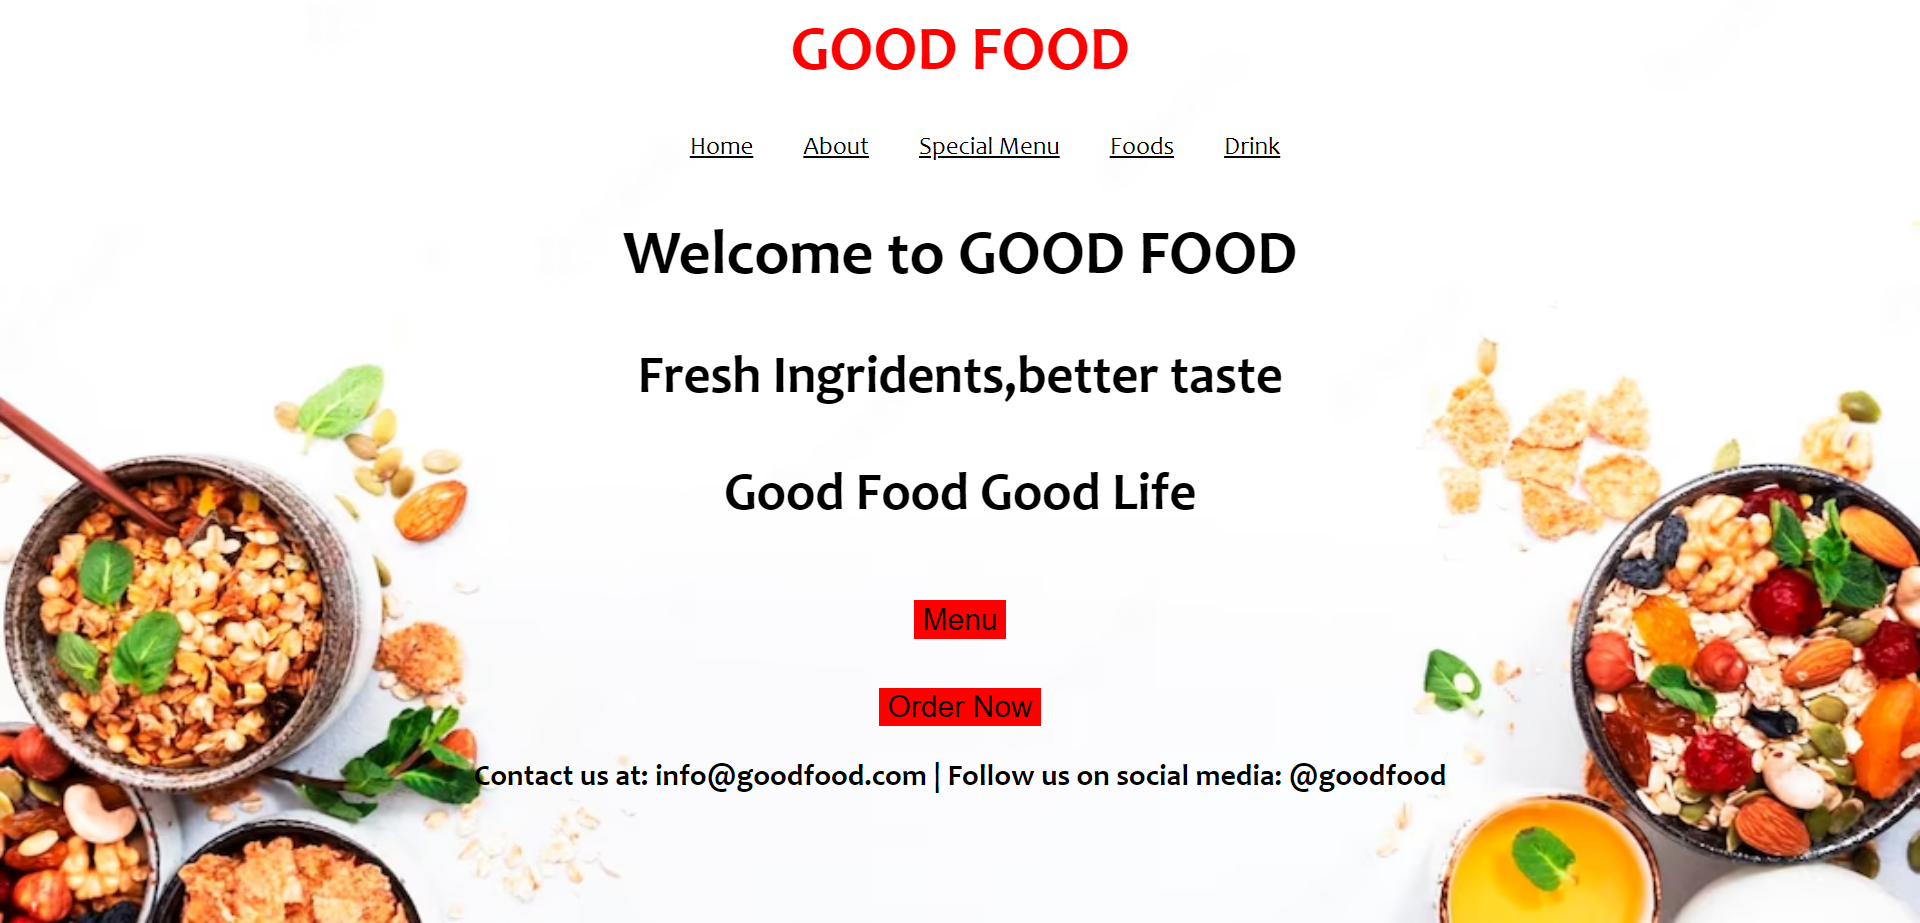 GOOD FOOD
Home About Special Menu Foods Drink
Welcome to GOOD FOOD
Fresh Ingridents,better taste
Good Food Good Life
Menu
Order Now
Contact us at: info@goodfood.com | Follow us on social media: @goodfood